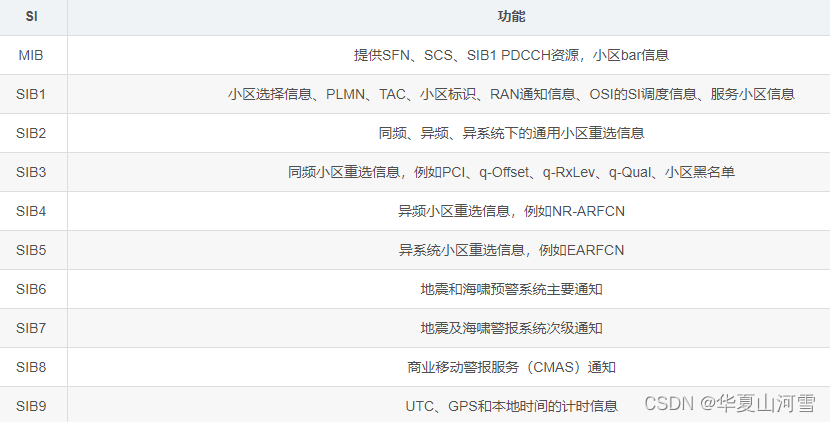 SI 功能
MIB 提供SFN、SCS、SIB1 PDCCH资源，小区bar信息
SIB1 小区选择信息、PLMN、TAC、小区标识、RAN通知信息、OSI的SI调度信息、服务小区信息
SIB2 同频、异频、异系统下的通用小区重选信息
SIB3 同频小区重选信息，例如PCI、q-Offset、q-RxLev、q-Qual、小区黑名单
SIB4 异频小区重选信息，例如NR-ARFCN
SIB5 异系统小区重选信息，例如EARFCN
SIB6 地震和海啸预警系统主要通知
SIB7 地震及海啸警报系统次级通知
SIB8 商业移动警报服务（CMAS）通知
SIB9 UTC、GPS和本地时间的计时信息
CSDN @华夏山河雪